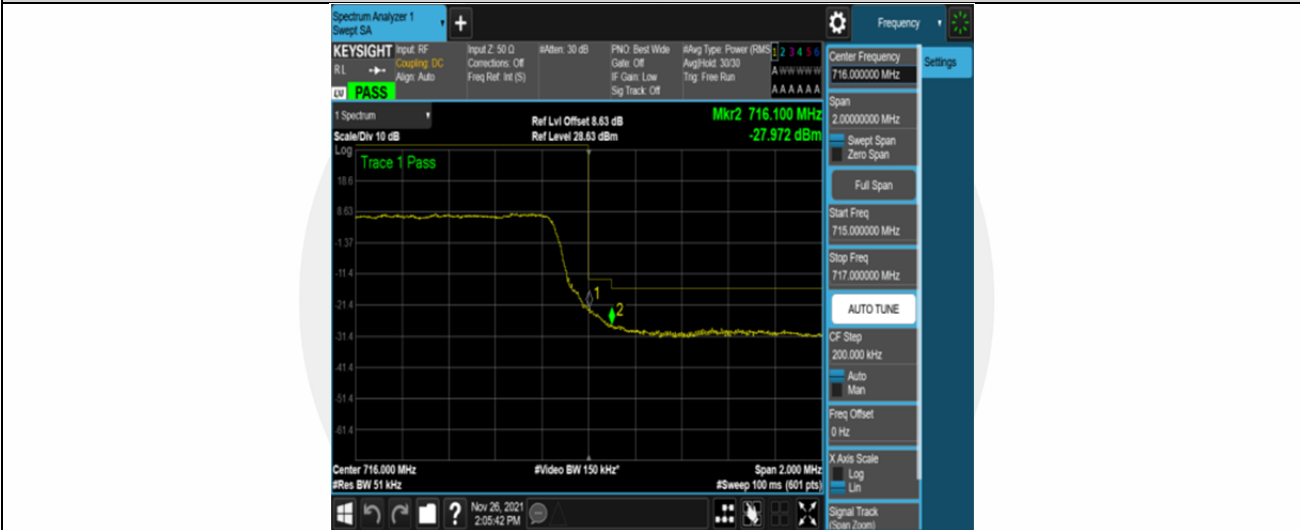 Spectrum Analyzer 1
Swept SA
+
Frequency
KEYSIGHT
RL
LV PASS
Input: RF
Coupling: DC
Align: Auto
Input Z: 50 Ω
Corrections: Off
Freq Ref: Int (S)
#Atten: 30 dB
PNO: Best Wide
Gate: Off
IF Gain: Low
Sig Track: Off
#Avg Type: Power (RMS
Avg|Hold: 30/30
Trig: Free Run
1 2 3 4 5 6
A W W W W W
A A A A A A
1 Spectrum
Scale/Div 10 dB
Ref Lvl Offset 8.63 dB
Ref Level 28.63 dBm
Mkr2 716.100 MHz
-27.972 dBm
Log
Trace 1 Pass
18.6
8.63
-1.37
-11.4
-21.4
-31.4
-41.4
-51.4
-61.4
1
2
Center 716.000 MHz
#Res BW 51 kHz
#Video BW 150 kHz*
Span 2.000 MHz
#Sweep 100 ms (601 pts)
Center Frequency
716.000000 MHz
Settings
Span
2.00000000 MHz
Swept Span
Zero Span
Full Span
Start Freq
715.000000 MHz
Stop Freq
717.000000 MHz
AUTO TUNE
CF Step
200.000 kHz
Auto
Man
Freq Offset
0 Hz
X Axis Scale
Log
Lin
Signal Track
(Span Zoom)
?
Nov 26, 2021
2:05:42 PM